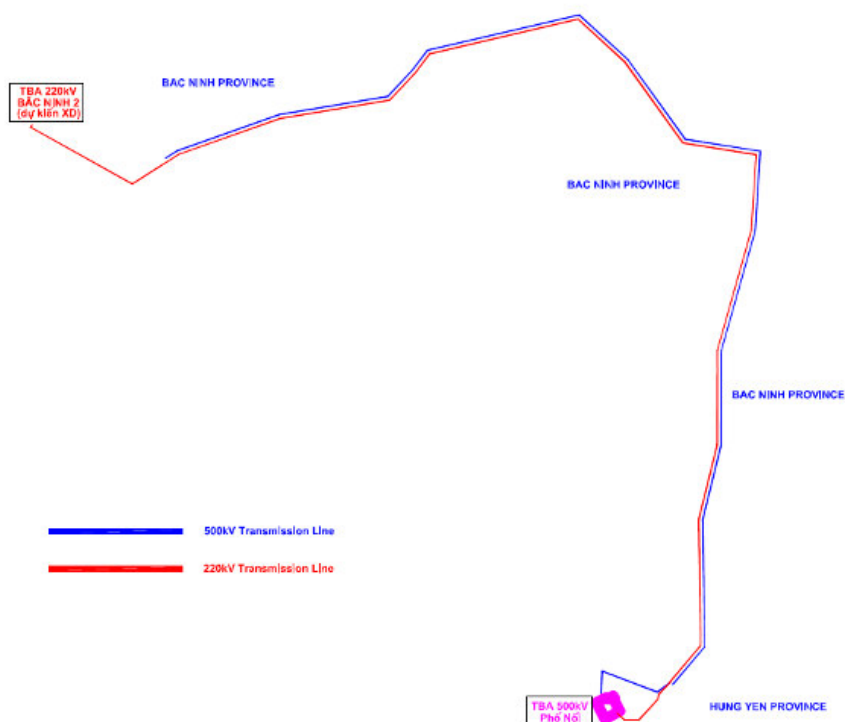 BAC NINH PROVINCE
TBA 220kV
BẮC NINH 2
(dự kiến XD)
BAC NINH PROVINCE
BAC NINH PROVINCE
500kV Transmission Line
220kV Transmission Line
TBA 500kV
Phố Nối
HUNG YEN PROVINCE